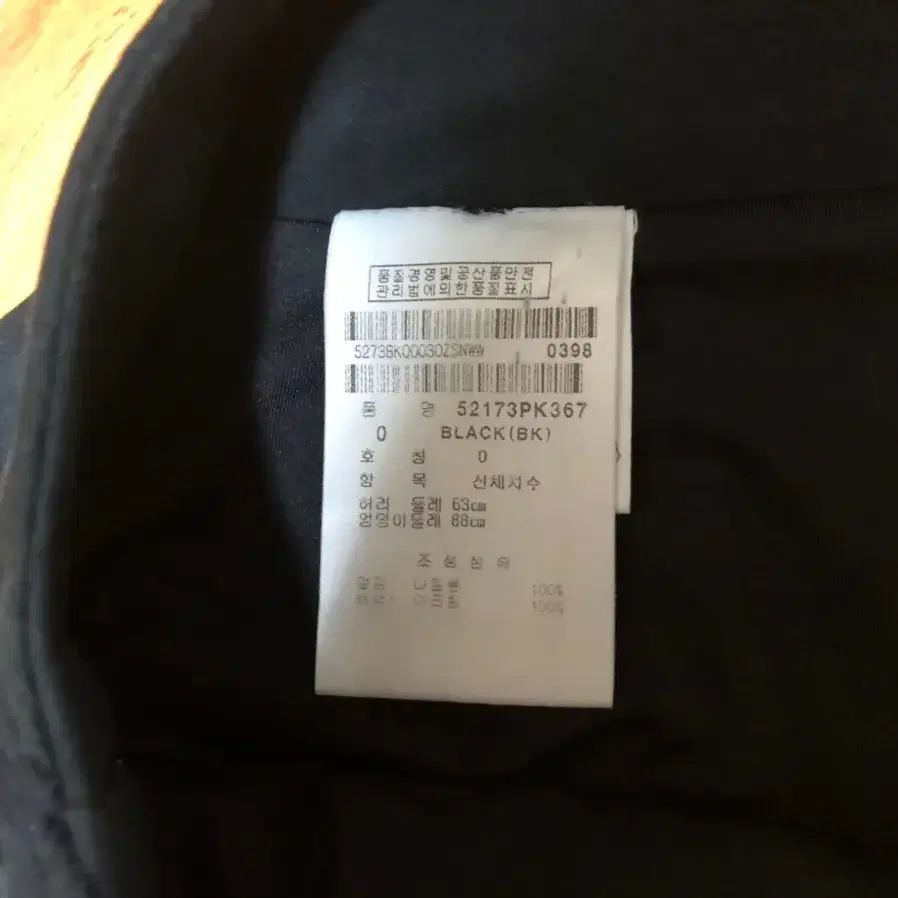 품질경영및공산품안전
관리법에의한품질표시
0398
품 명 52173PK367
0 BLACK(BK)
호 칭 0
항 목 신체치수
허리 둘레 63cm
엉덩이둘레 88cm
조성섬유
100%
100%